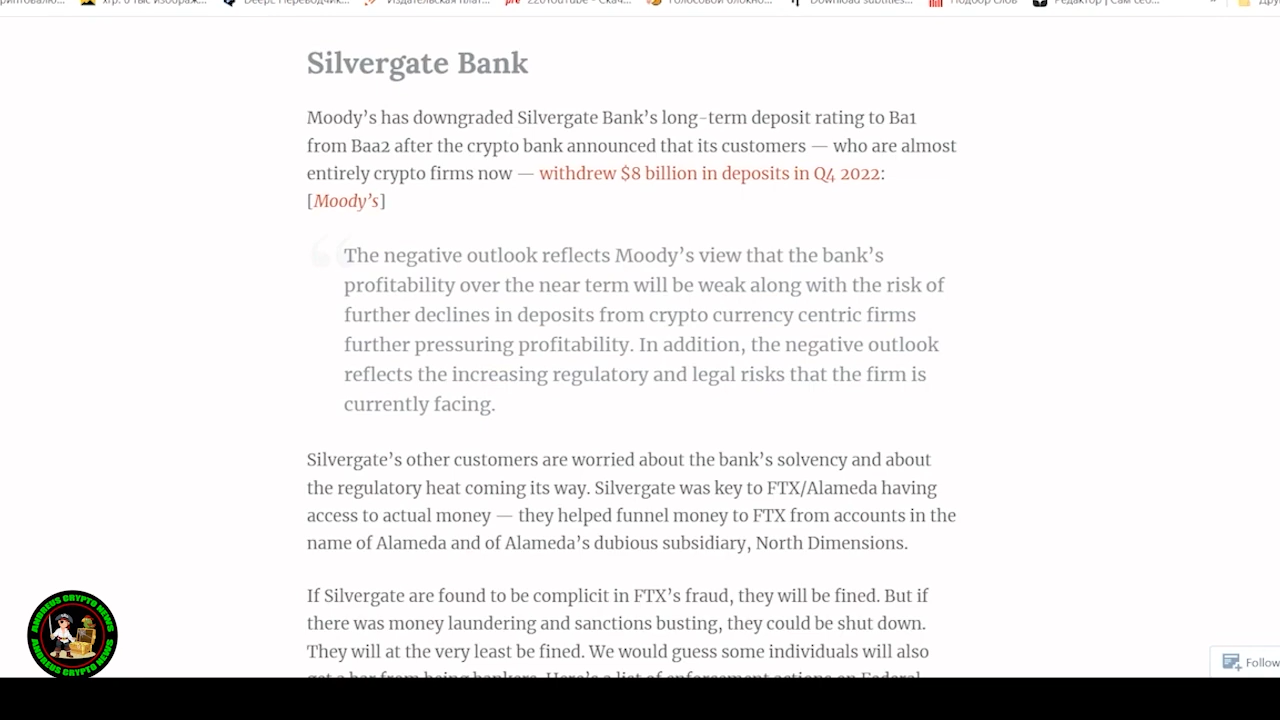 Silvergate Bank
Moody's has downgraded Silvergate Bank's long-term deposit rating to Ba1
from Baa2 after the crypto bank announced that its customers — who are almost
entirely crypto firms now — withdrew $8 billion in deposits in Q4 2022:
[Moody's]
The negative outlook reflects Moody's view that the bank's
profitability over the near term will be weak along with the risk of
further declines in deposits from crypto currency centric firms
further pressuring profitability. In addition, the negative outlook
reflects the increasing regulatory and legal risks that the firm is
currently facing.
Silvergate's other customers are worried about the bank's solvency and about
the regulatory heat coming its way. Silvergate was key to FTX/Alameda having
access to actual money — they helped funnel money to FTX from accounts in the
name of Alameda and of Alameda's dubious subsidiary, North Dimensions.
If Silvergate are found to be complicit in FTX's fraud, they will be fined. But if
there was money laundering and sanctions busting, they could be shut down.
They will at the very least be fined. We would guess some individuals will also
ANDREUS CRYPTO NEWS
ANDREUS CRYPTO NEWS
Follow